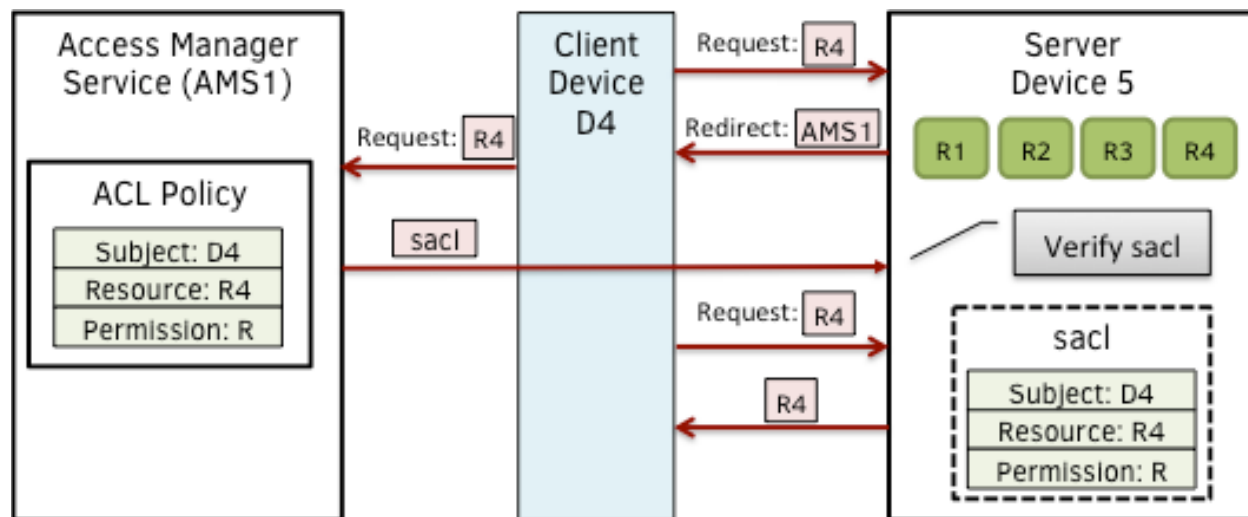 Access Manager
Service (AMS1)
Request: R4
ACL Policy
Subject: D4
Resource: R4
Permission: R
sacl
Client
Device
D4
Request: R4
Redirect: AMS1
Request: R4
R4
Server
Device 5
R1 R2 R3 R4
Verify sacl
sacl
Subject: D4
Resource: R4
Permission: R